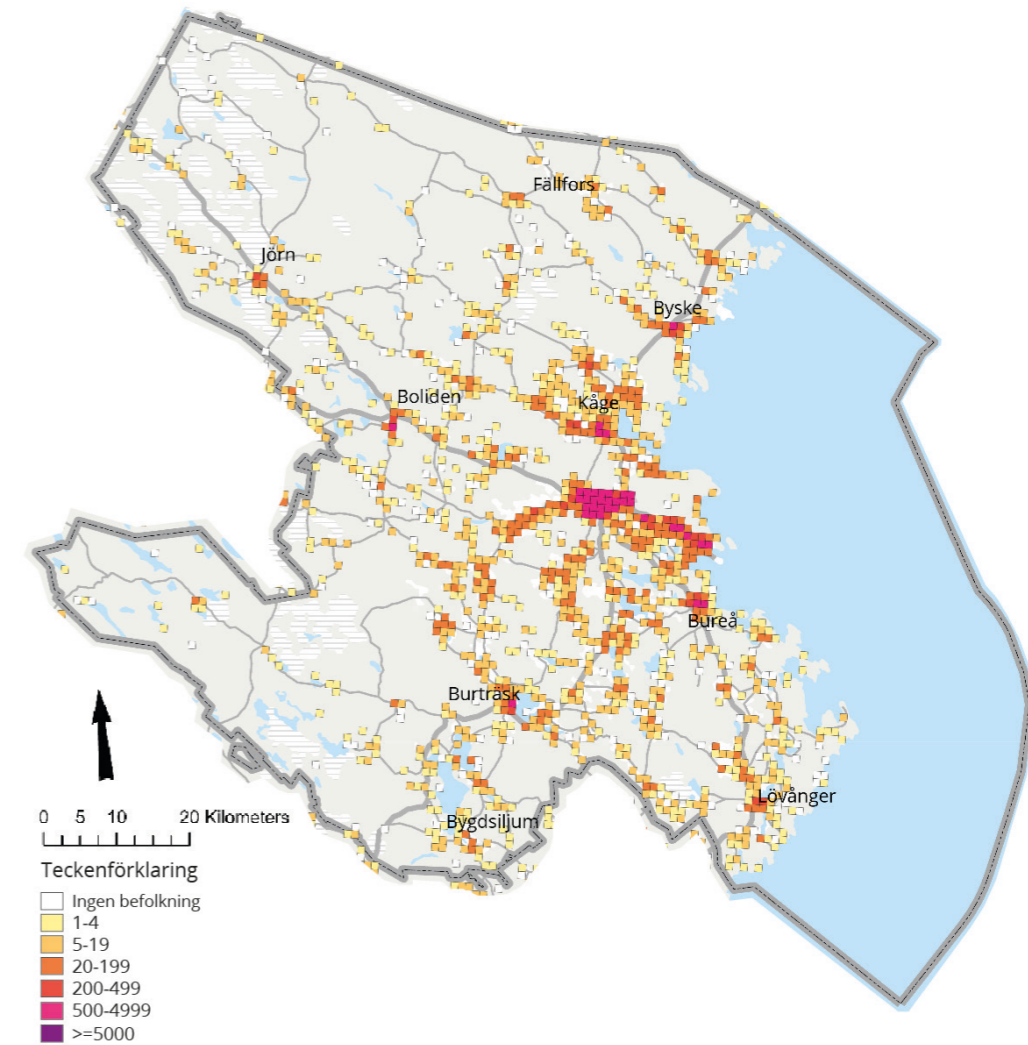 Fällfors
Jörn
Byske
Boliden
Kåge
Bureå
Burträsk
Lövånger
Bygdsiljum
0 5 10 20 Kilometers
Teckenförklaring
Ingen befolkning
1-4
5-19
20-199
200-499
500-4999
>=5000